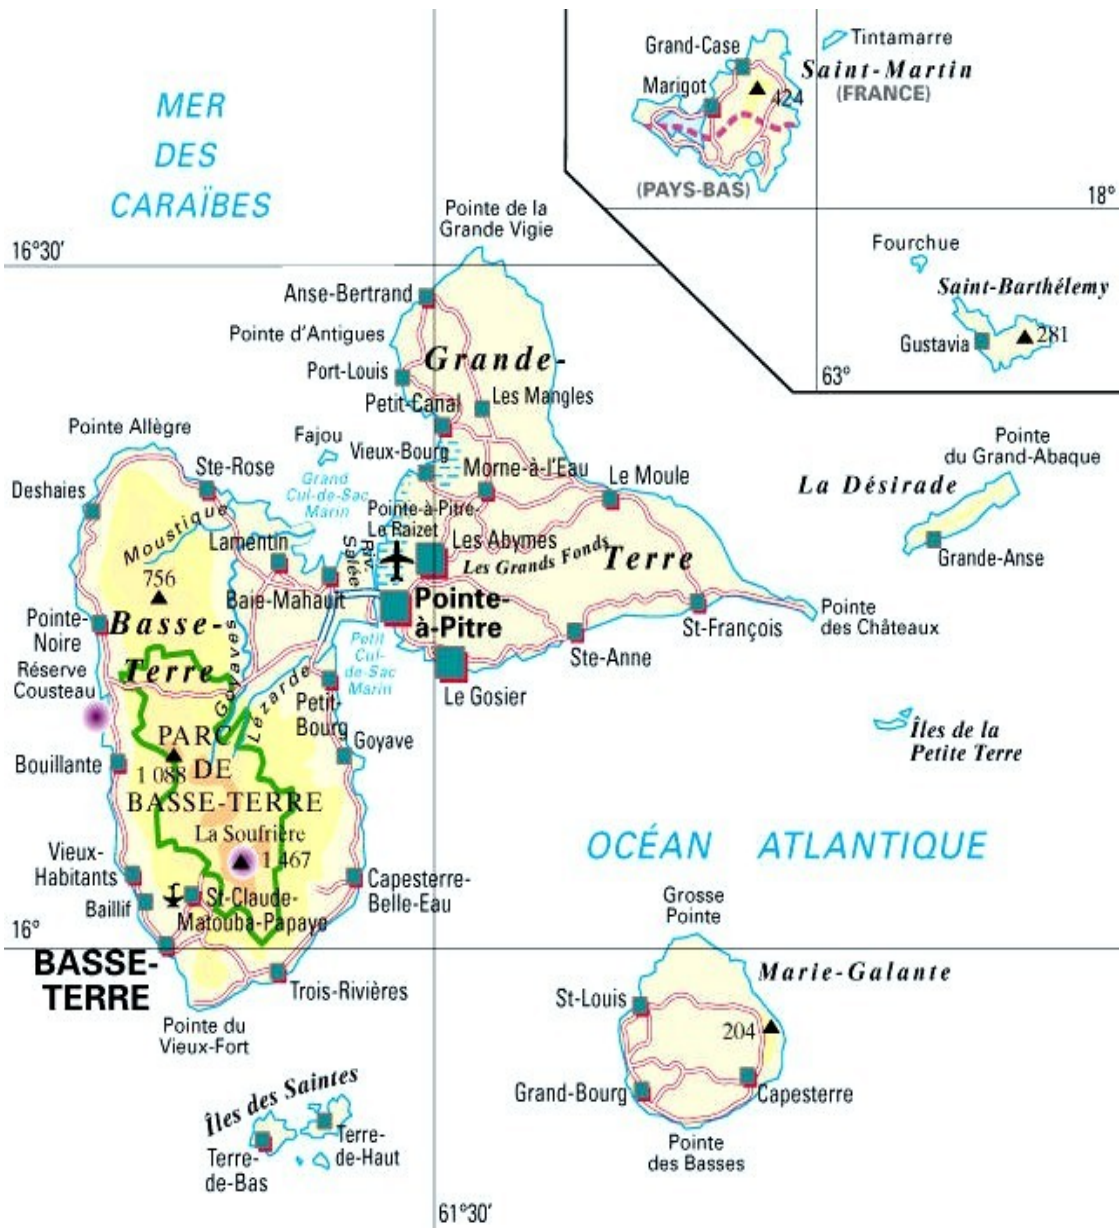 MER
DES
CARAÏBES
Grand-Case
Tintamarre
Saint-Martin
(FRANCE)
Marigot
424
(PAYS-BAS)
18°
Fourchue
Saint-Barthélemy
Gustavia
281
63°
16°30'
Pointe de la
Grande Vigie
Anse-Bertrand
Pointe d'Antigues
Grande-
Port-Louis
Les Mangles
Petit-Canal
Pointe Allègre
Fajou
Vieux-Bourg
Ste-Rose
Grand
Cul-de-Sac
Marin
Morne-à-l'Eau
Le Moule
Pointe
du Grand-Abaque
La Désirade
Grande-Anse
Deshaies
Moustique
Lamentin
Riv.
Salée
Pointe-à-Pitre-
Le Raizet
Les Abymes
Les Grands Fonds
Terre
756
Baie-Mahault
Pointe-
à-Pitre
St-François
Pointe
des Châteaux
Pointe-
Noire
Basse-
Terre
Goyaves
Petit
Cul-
de-Sac
Marin
Ste-Anne
Réserve
Cousteau
Lézarde
Petit-
Bourg
Le Gosier
Îles de la
Petite Terre
Goyave
Bouillante
PARC
1 088
DE
BASSE-TERRE
La Soufrière
1 467
OCÉAN ATLANTIQUE
Vieux-
Habitants
Baillif
St-Claude-
Matouba-Papaye
Capesterre-
Belle-Eau
Grosse
Pointe
16°
BASSE-
TERRE
Trois-Rivières
Pointe du
Vieux-Fort
Marie-Galante
St-Louis
204
Grand-Bourg
Capesterre
Pointe
des Basses
Îles des Saintes
Terre-
de-Haut
Terre-
de-Bas
61°30'